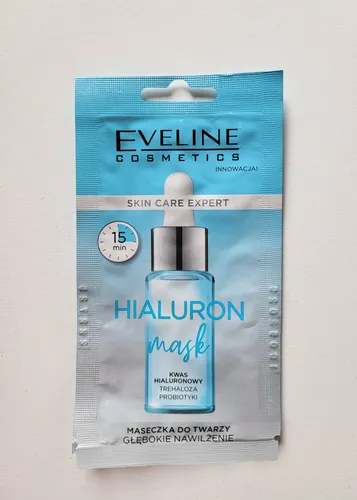 EVELINE
COSMETICS
INNOWACJA!
SKIN CARE EXPERT
15
min
HIALURON
mask
KWAS
HIALURONOWY
TREHALOZA
PROBIOTYKI
MASECZKA DO TWARZY
GŁĘBOKIE NAWILŻENIE